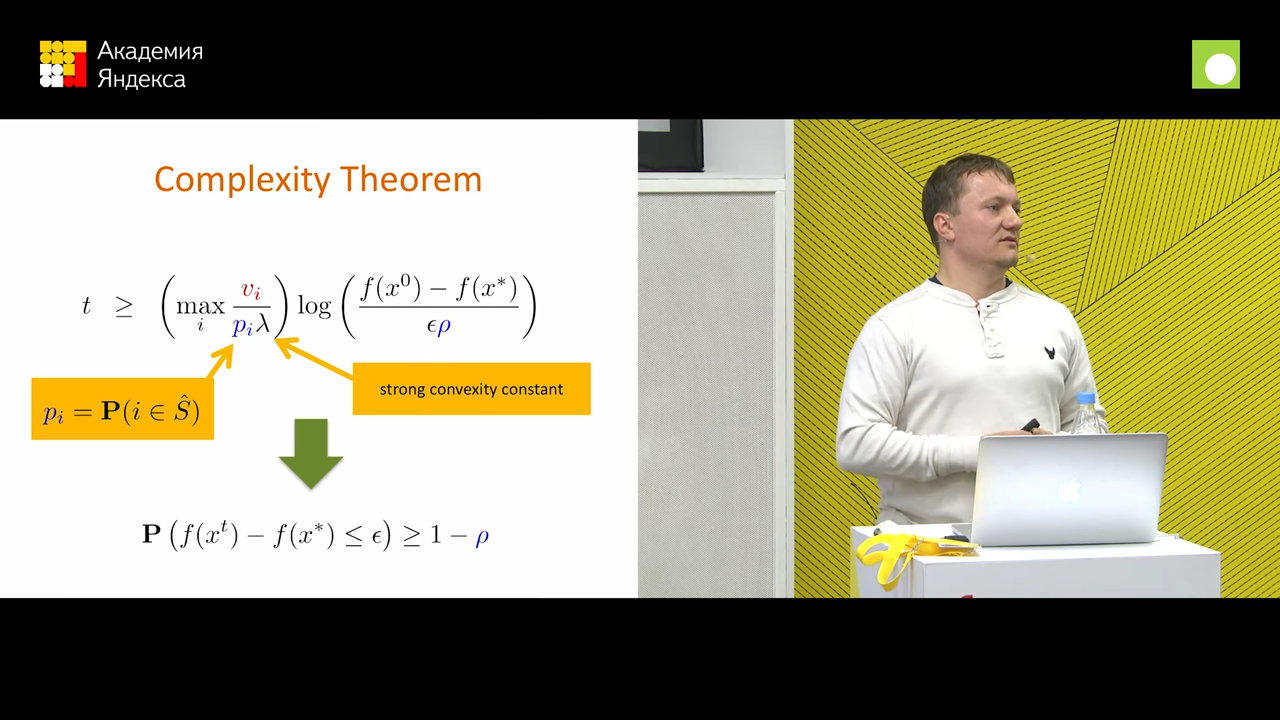 Академия
Яндекса
Complexity Theorem
t ≥ (max_i v_i / p_i λ) log (f(x^0) − f(x^*) / ϵρ)
strong convexity constant
p_i = P(i ∈ Ŝ)
P (f(x^t) − f(x^*) ≤ ϵ) ≥ 1 − ρ